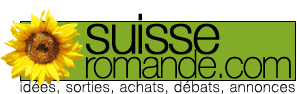 suisse
romande.com
idées, sorties, achats, débats, annonces